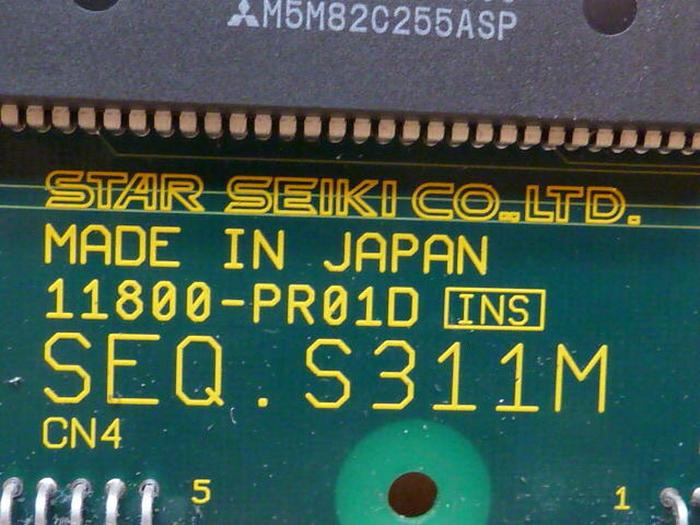 M5M82C255ASP
STAR SEIKI CO.,LTD.
MADE IN JAPAN
11800-PR01D INS
SEQ.S311M
CN4
5 1